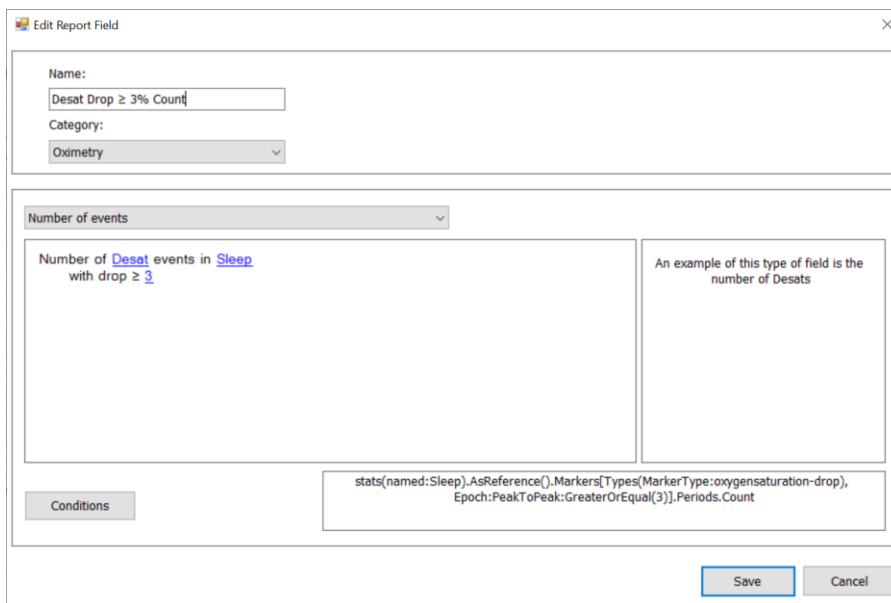 Edit Report Field
Name:
Desat Drop ≥ 3% Count
Category:
Oximetry
Number of events
Number of Desat events in Sleep
with drop ≥ 3
An example of this type of field is the
number of Desats
Conditions
stats(named:Sleep).AsReference().Markers[Types(MarkerType:oxygensaturation-drop),
Epoch:PeakToPeak:GreaterOrEqual(3)].Periods.Count
Save
Cancel